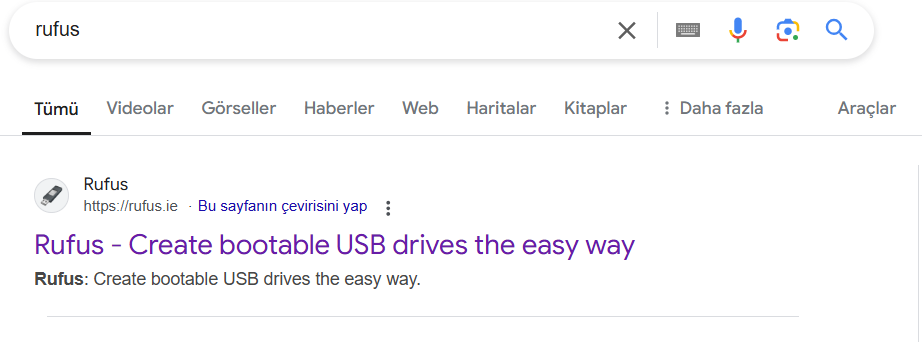 rufus
Tümü Videolar Görseller Haberler Web Haritalar Kitaplar Daha fazla Araçlar
Rufus
https://rufus.ie · Bu sayfanın çevirisini yap
Rufus - Create bootable USB drives the easy way
Rufus: Create bootable USB drives the easy way.